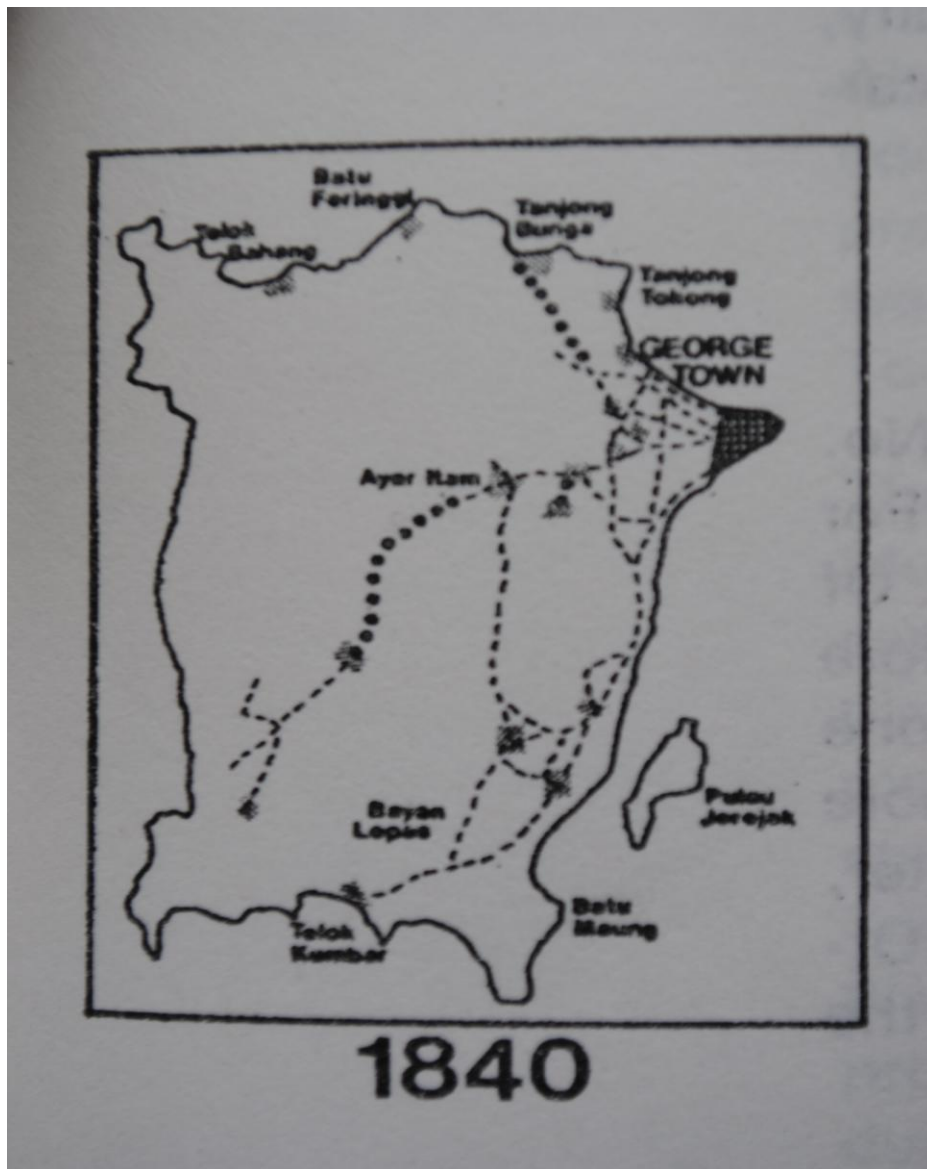 Batu
Feringgi
Tanjong
Bunga
Telok
Bahang
Tanjong
Tokong
GEORGE
TOWN
Ayer Itam
Bayan
Lepas
Pulau
Jerejak
Batu
Maung
Telok
Kumbar
1840